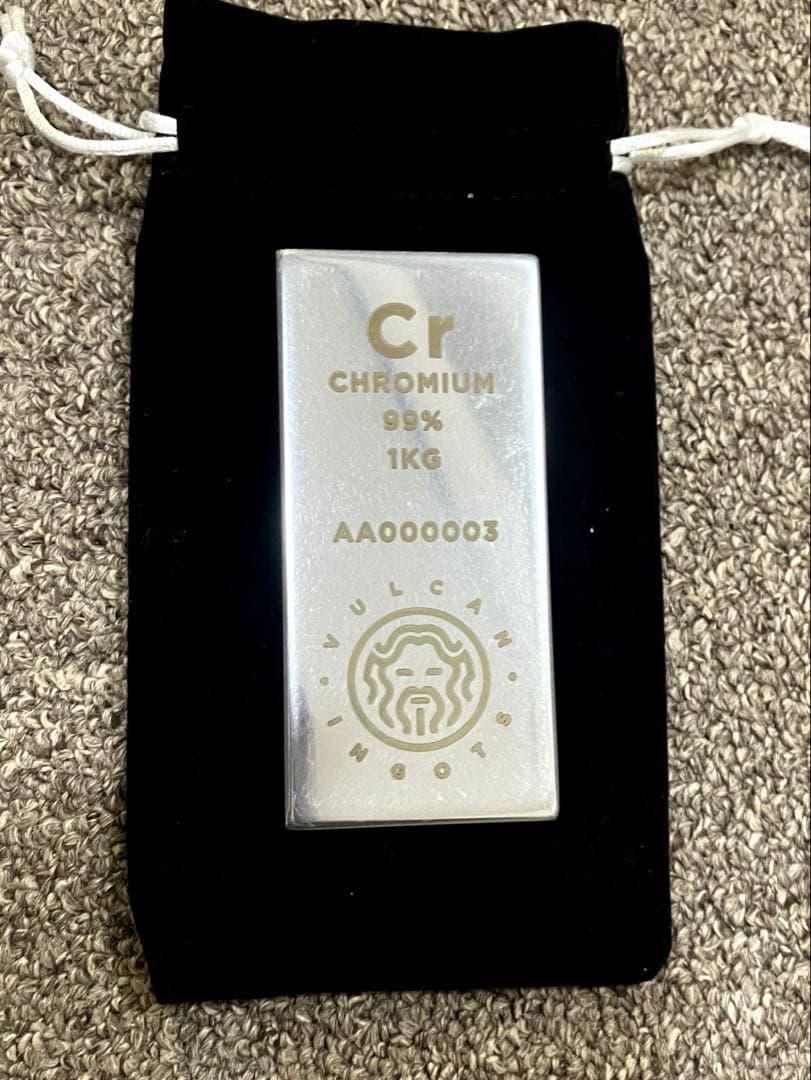 Cr
CHROMIUM
99%
1KG
AA000003
VULCAN
INGOTS